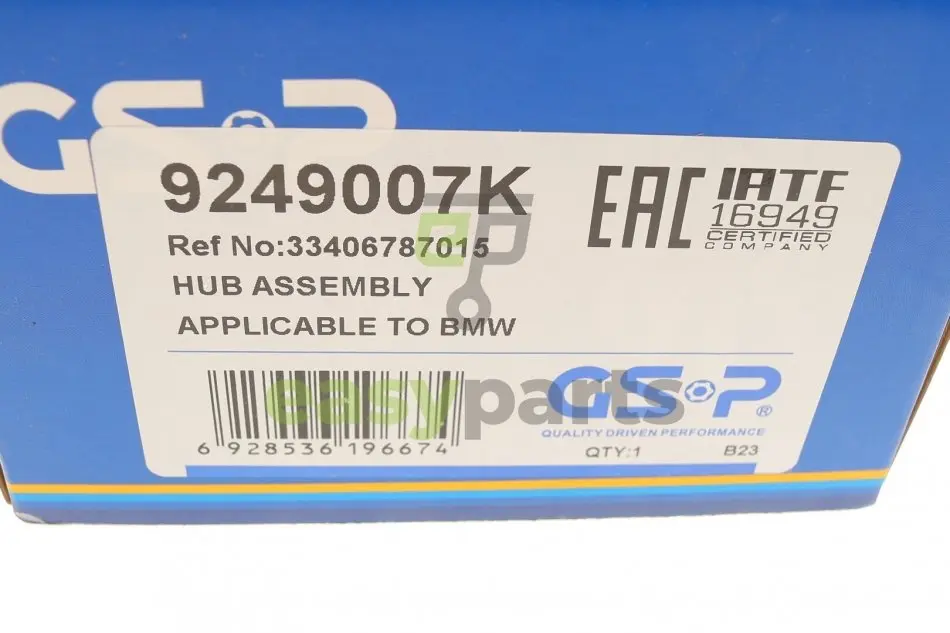 GSP
9249007K
Ref No:33406787015
HUB ASSEMBLY
APPLICABLE TO BMW
EAC
IATF
16949
CERTIFIED
COMPANY
6 928536 196674
GSP®
QUALITY DRIVEN PERFORMANCE
QTY:1 B23
easyparts